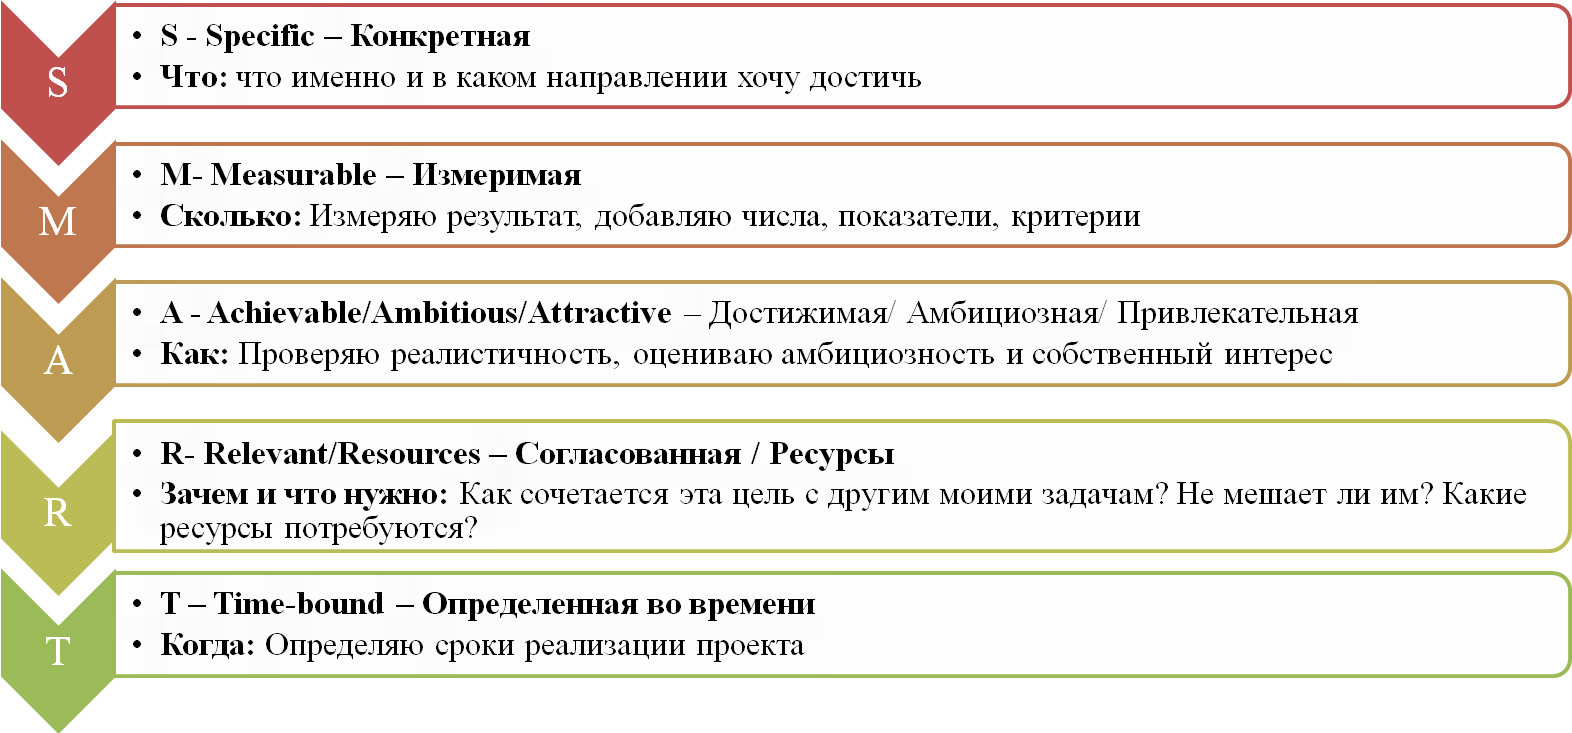 S
• S - Specific – Конкретная
• Что: что именно и в каком направлении хочу достичь
M
• M- Measurable – Измеримая
• Сколько: Измеряю результат, добавляю числа, показатели, критерии
A
• A - Achievable/Ambitious/Attractive – Достижимая/ Амбициозная/ Привлекательная
• Как: Проверяю реалистичность, оцениваю амбициозность и собственный интерес
R
• R- Relevant/Resources – Согласованная / Ресурсы
• Зачем и что нужно: Как сочетается эта цель с другим моими задачам? Не мешает ли им? Какие
ресурсы потребуются?
T
• T – Time-bound – Определенная во времени
• Когда: Определяю сроки реализации проекта